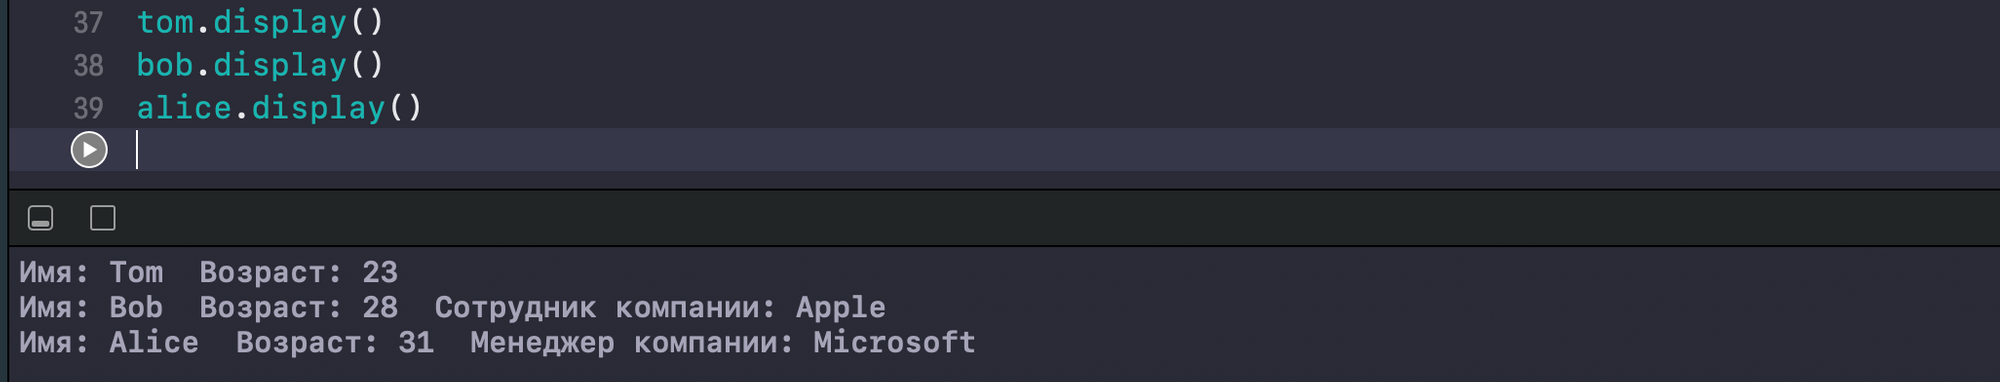 37 tom.display()
38 bob.display()
39 alice.display()
Имя: Tom  Возраст: 23
Имя: Bob  Возраст: 28  Сотрудник компании: Apple
Имя: Alice  Возраст: 31  Менеджер компании: Microsoft